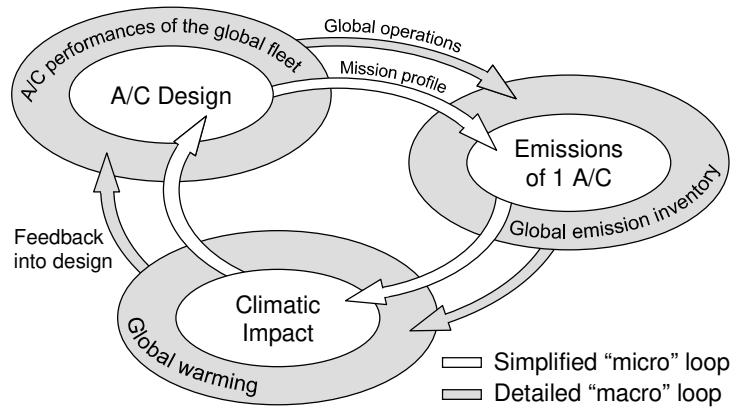 A/C performances of the global fleet
A/C Design
Global operations
Mission profile
Emissions
of 1 A/C
Global emission inventory
Feedback
into design
Climatic
Impact
Global warming
Simplified “micro” loop
Detailed “macro” loop